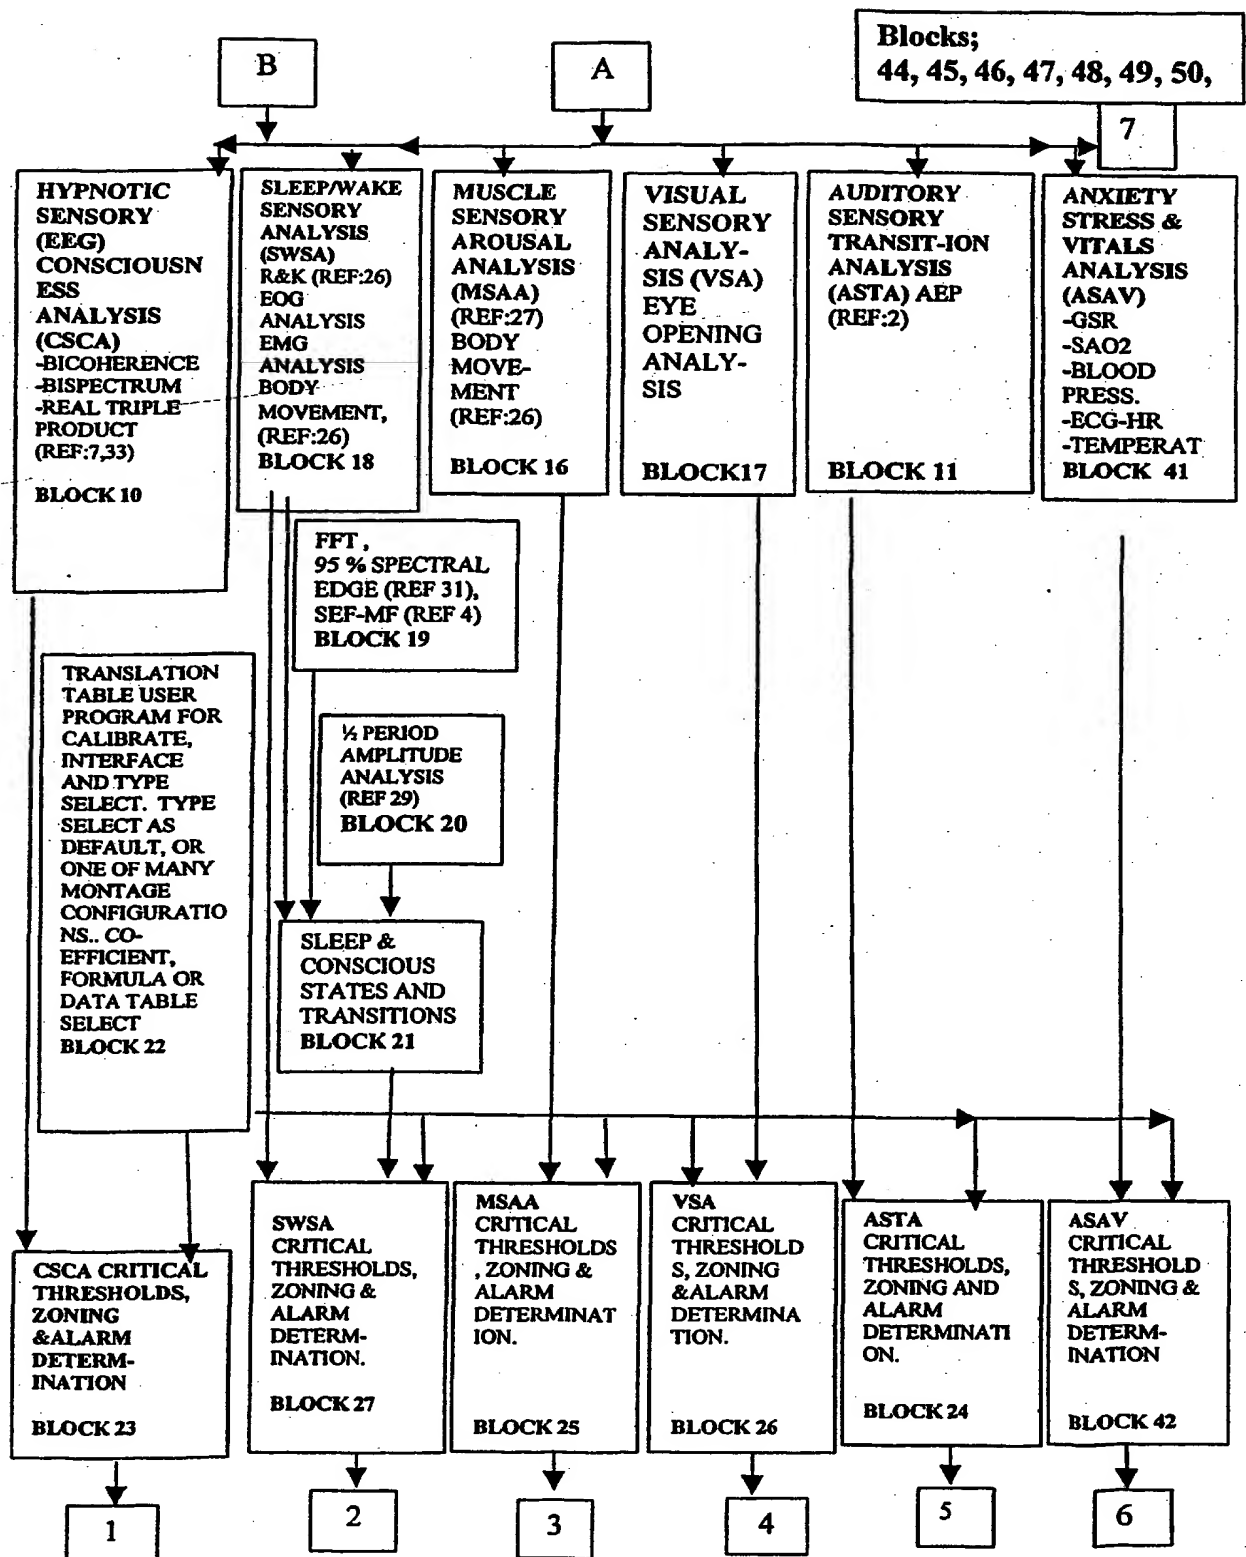 B
A
Blocks;
44, 45, 46, 47, 48, 49, 50,
7
HYPNOTIC
SENSORY
(EEG)
CONSCIOUSN
ESS
ANALYSIS
(CSCA)
-BICOHERENCE
-BISPECTRUM
-REAL TRIPLE
PRODUCT
(REF:7,33)
BLOCK 10
SLEEP/WAKE
SENSORY
ANALYSIS
(SWSA)
R&K (REF:26)
EOG
ANALYSIS
EMG
ANALYSIS
BODY
MOVEMENT,
(REF:26)
BLOCK 18
MUSCLE
SENSORY
AROUSAL
ANALYSIS
(MSAA)
(REF:27)
BODY
MOVE-
MENT
(REF:26)
BLOCK 16
VISUAL
SENSORY
ANALY-
SIS (VSA)
EYE
OPENING
ANALY-
SIS
BLOCK17
AUDITORY
SENSORY
TRANSIT-ION
ANALYSIS
(ASTA) AEP
(REF:2)
BLOCK 11
ANXIETY
STRESS &
VITALS
ANALYSIS
(ASAV)
-GSR
-SAO2
-BLOOD
PRESS.
-ECG-HR
-TEMPERAT
BLOCK 41
FFT ,
95 % SPECTRAL
EDGE (REF 31),
SEF-MF (REF 4)
BLOCK 19
TRANSLATION
TABLE USER
PROGRAM FOR
CALIBRATE,
INTERFACE
AND TYPE
SELECT. TYPE
SELECT AS
DEFAULT, OR
ONE OF MANY
MONTAGE
CONFIGURATIO
NS.. CO-
EFFICIENT,
FORMULA OR
DATA TABLE
SELECT
BLOCK 22
½ PERIOD
AMPLITUDE
ANALYSIS
(REF 29)
BLOCK 20
SLEEP &
CONSCIOUS
STATES AND
TRANSITIONS
BLOCK 21
CSCA CRITICAL
THRESHOLDS,
ZONING
&ALARM
DETERM-
INATION
BLOCK 23
SWSA
CRITICAL
THRESHOLDS,
ZONING &
ALARM
DETERM-
INATION.
BLOCK 27
MSAA
CRITICAL
THRESHOLDS
, ZONING &
ALARM
DETERMINAT
ION.
BLOCK 25
VSA
CRITICAL
THRESHOLD
S, ZONING
&ALARM
DETERMINA
TION.
BLOCK 26
ASTA
CRITICAL
THRESHOLDS,
ZONING AND
ALARM
DETERMINATI
ON.
BLOCK 24
ASAV
CRITICAL
THRESHOLD
S, ZONING &
ALARM
DETERM-
INATION
BLOCK 42
1
2
3
4
5
6